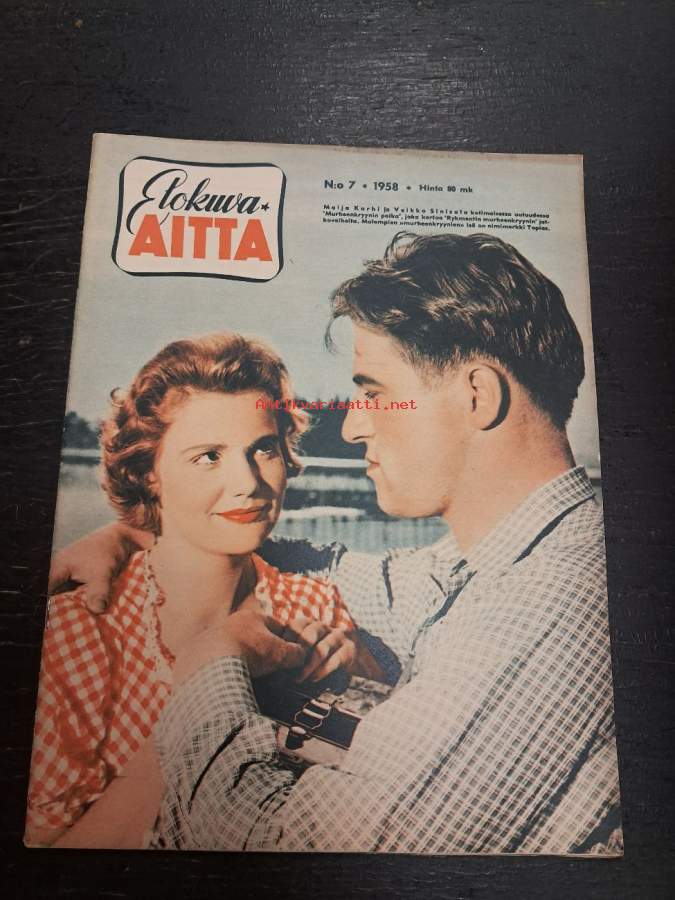 Elokuva
AITTA
N:o 7 • 1958 • Hinta 80 mk
Maija Karhi ja Veikko Sinisalo kotimaisessa uutuudessa
"Murheenkryynin poika", joka kertoo "Rykmentin murheenkryynin" jat-
kovaiheita. Molempien »murheenkryynien» isä on nimimerkki Topias.
Antikvariaatti.net